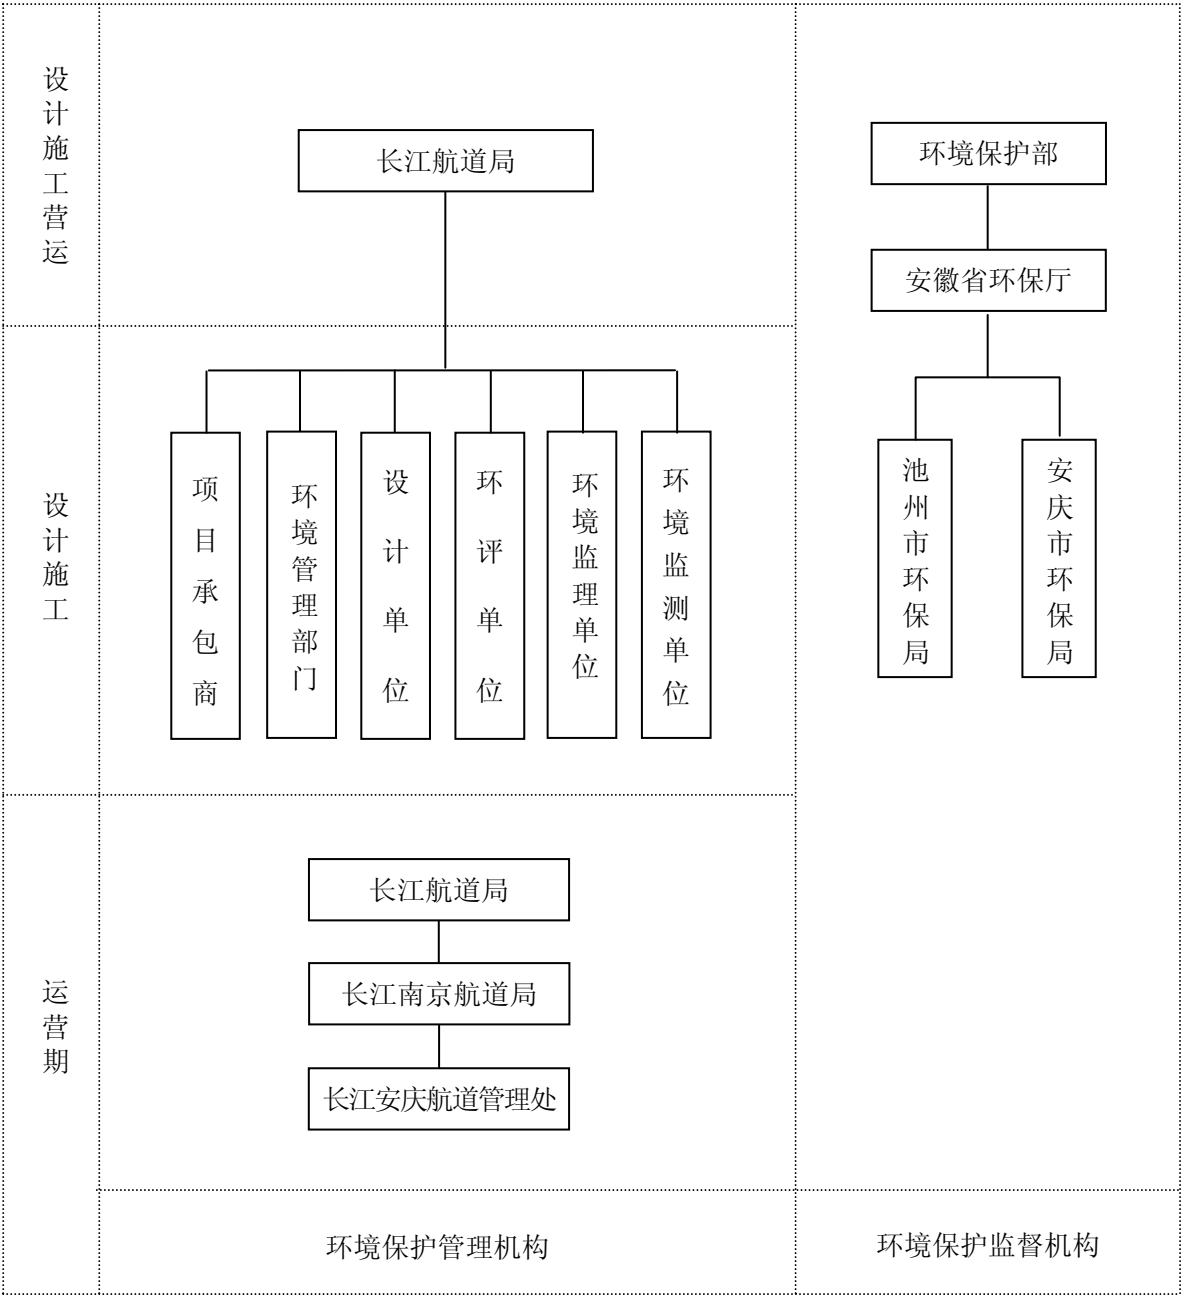 设计施工营运
长江航道局
环境保护部
安徽省环保厅
设计施工
项目承包商
环境管理部门
设计单位
环评单位
环境监理单位
环境监测单位
池州市环保局
安庆市环保局
运营期
长江航道局
长江南京航道局
长江安庆航道管理处
环境保护管理机构
环境保护监督机构